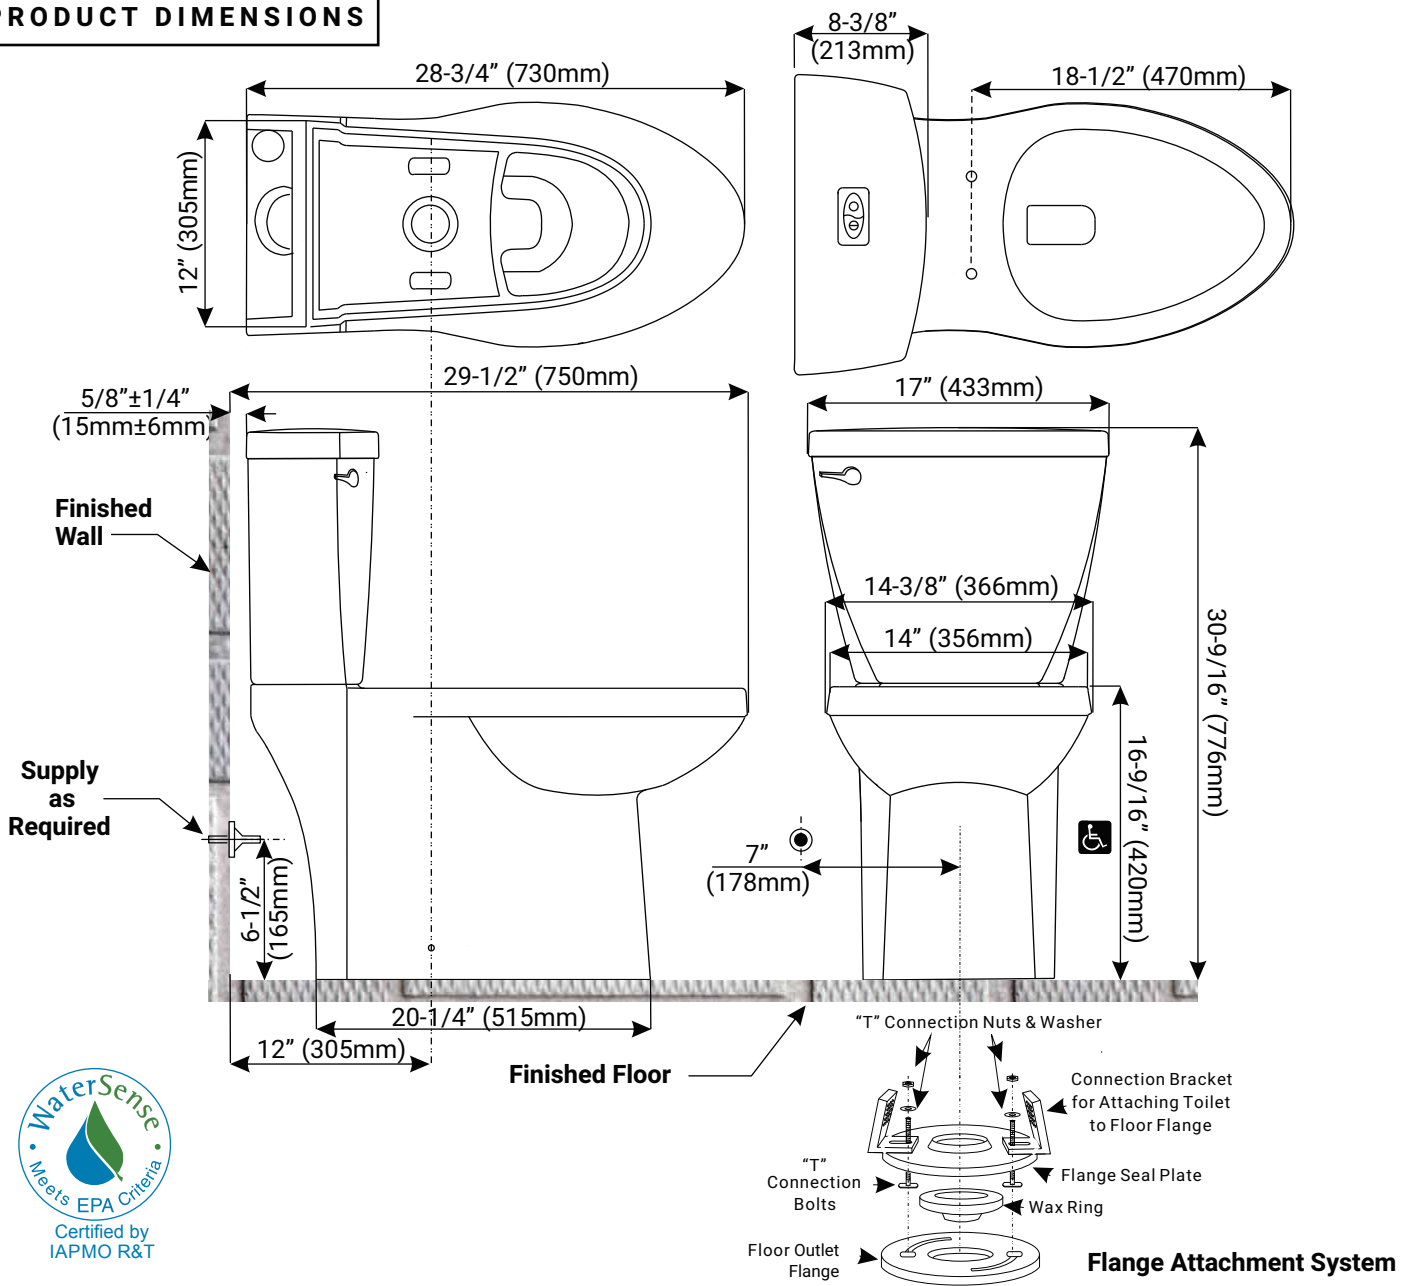 PRODUCT DIMENSIONS
8-3/8”
(213mm)
28-3/4” (730mm)
18-1/2” (470mm)
12” (305mm)
29-1/2” (750mm)
17” (433mm)
5/8”±1/4”
(15mm±6mm)
Finished
Wall
14-3/8” (366mm)
14” (356mm)
30-9/16” (776mm)
16-9/16” (420mm)
Supply
as
Required
7”
(178mm)
6-1/2”
(165mm)
20-1/4” (515mm)
12” (305mm)
Finished Floor
“T” Connection Nuts & Washer
Connection Bracket
for Attaching Toilet
to Floor Flange
“T”
Connection
Bolts
Flange Seal Plate
Wax Ring
Floor Outlet
Flange
Flange Attachment System
WaterSense
Meets EPA Criteria
Certified by
IAPMO R&T